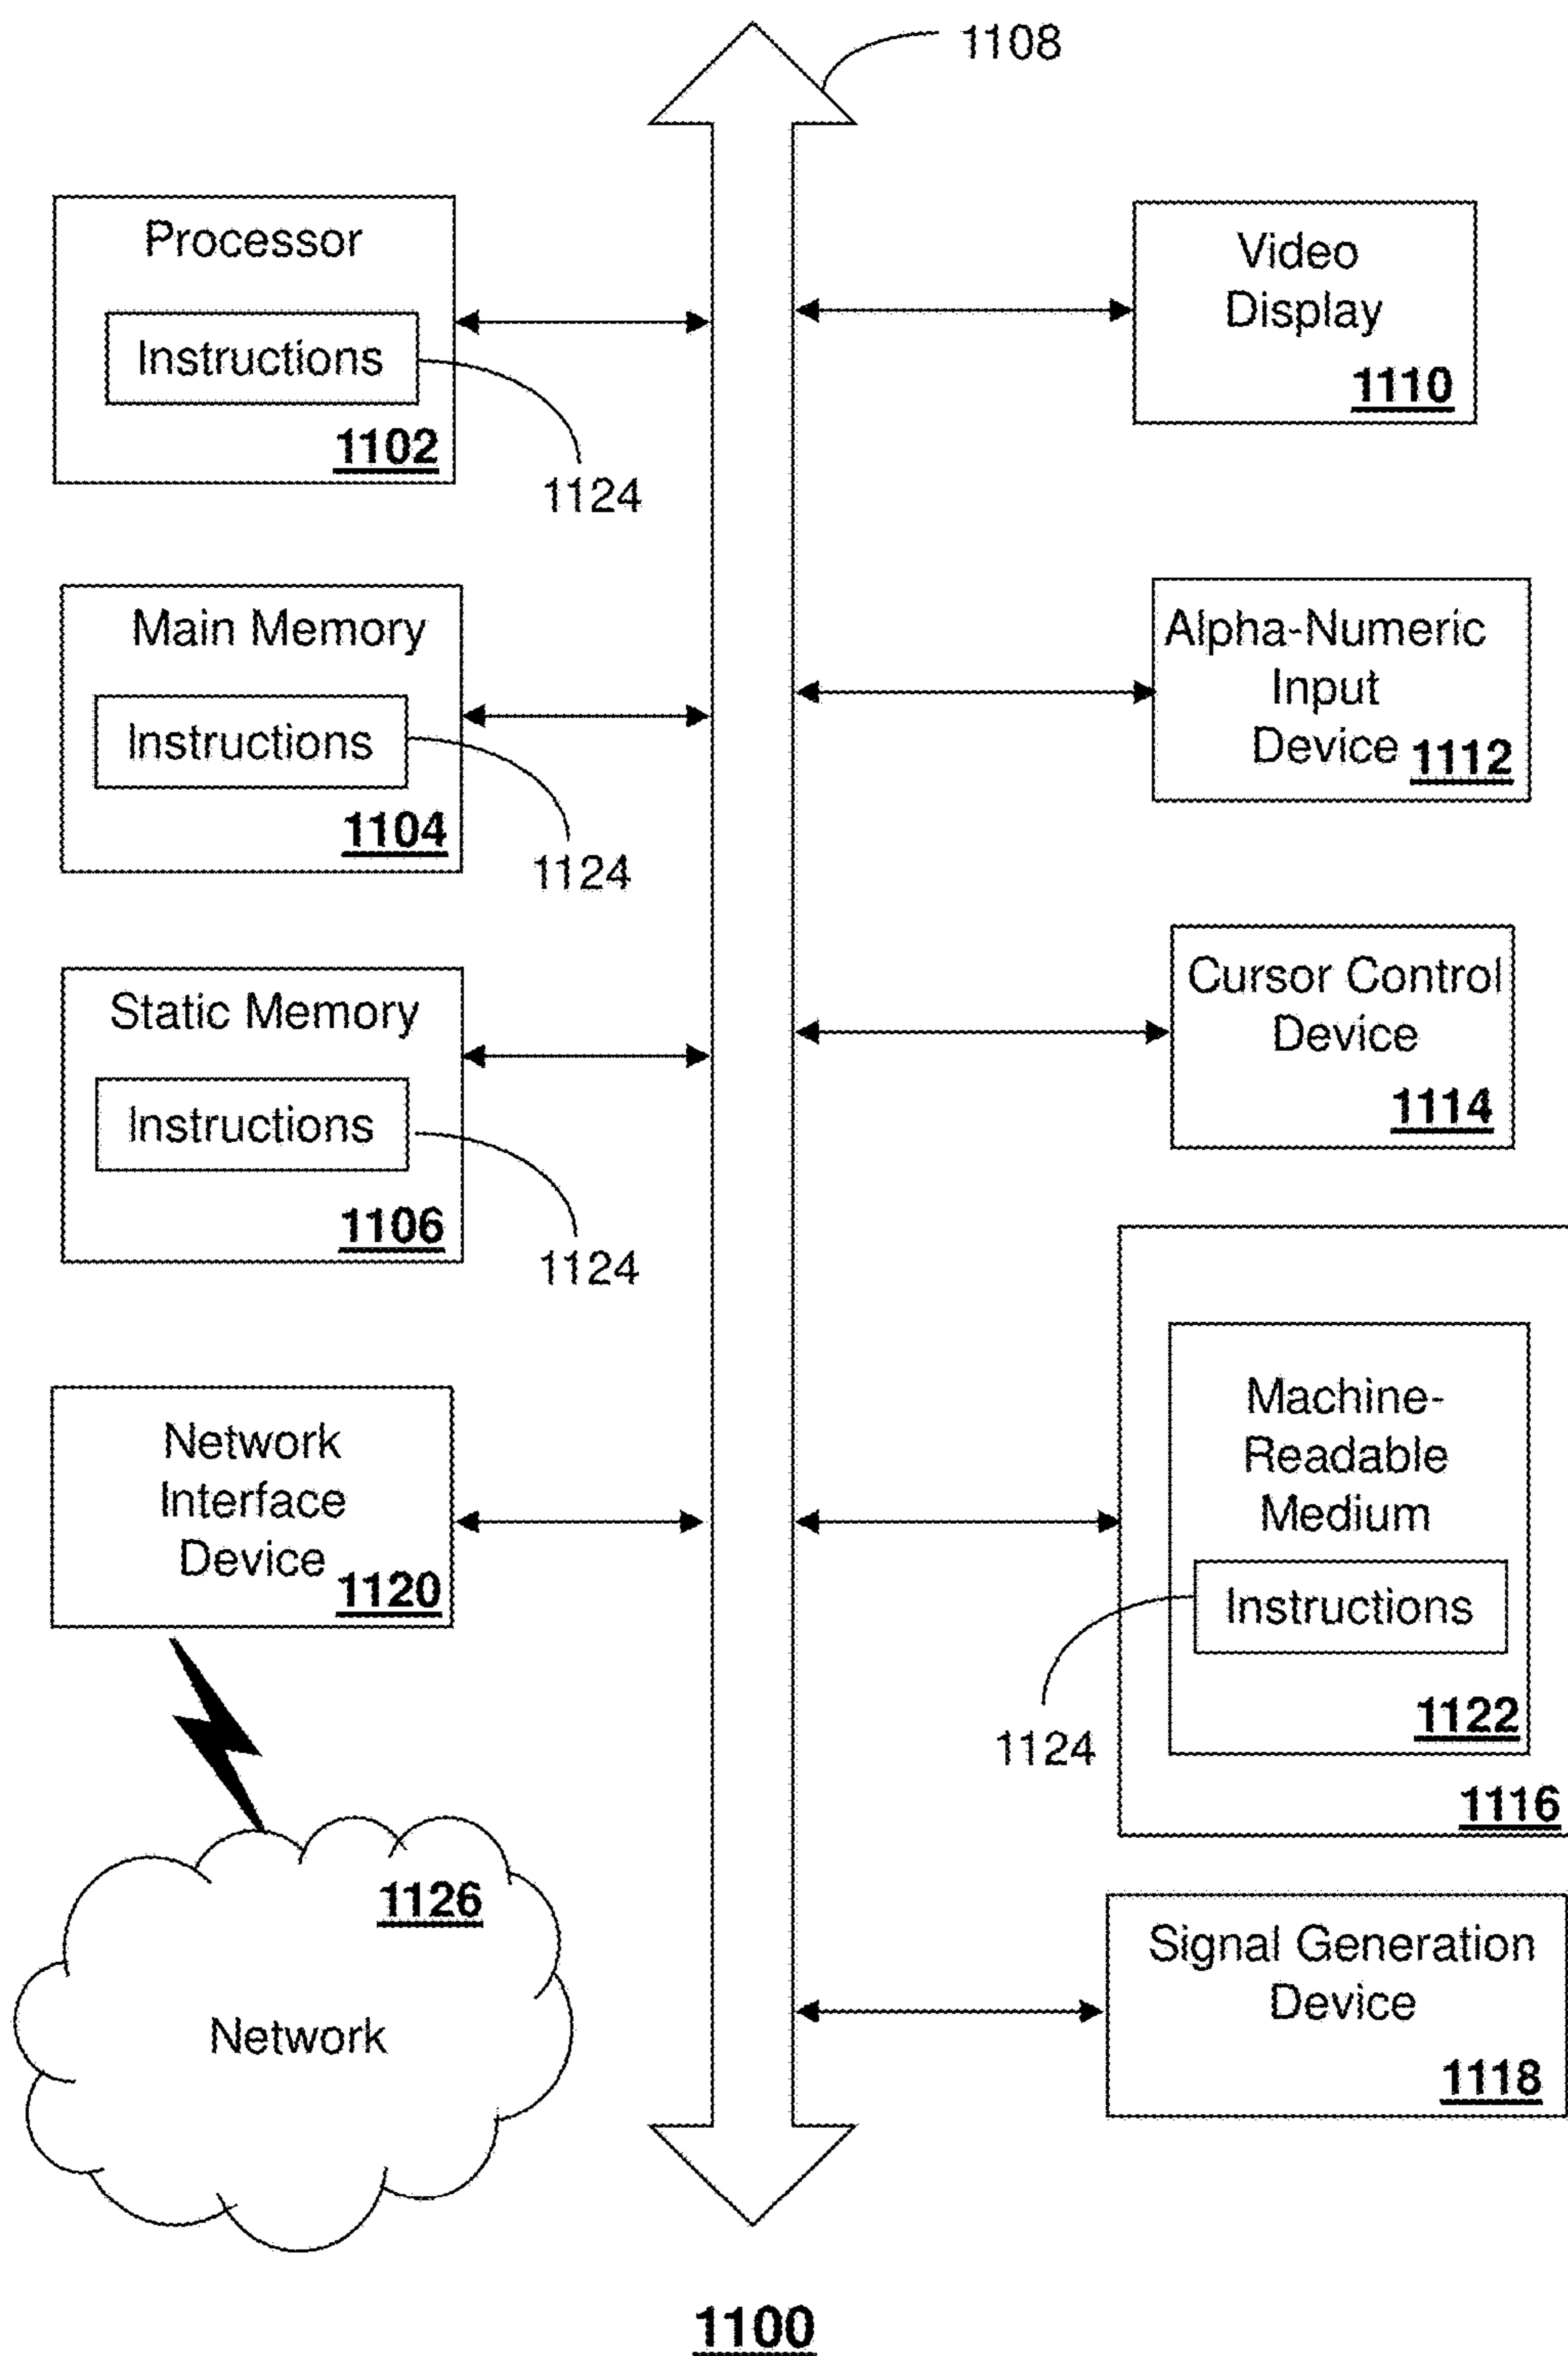 1108
Processor
Instructions
1102
1124
Main Memory
Instructions
1104
1124
Static Memory
Instructions
1106
1124
Network
Interface
Device
1120
1126
Network
Video
Display
1110
Alpha-Numeric
Input
Device 1112
Cursor Control
Device
1114
Machine-
Readable
Medium
Instructions
1124
1122
1116
Signal Generation
Device
1118
1100